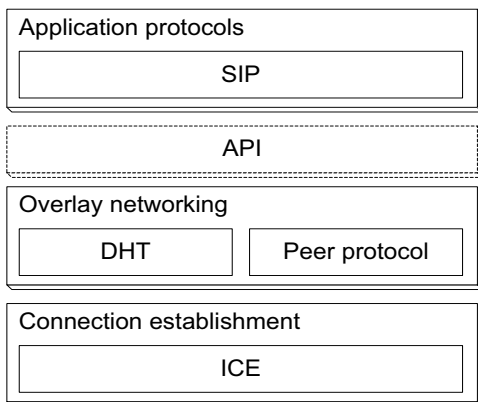 Application protocols
SIP
API
Overlay networking
DHT Peer protocol
Connection establishment
ICE